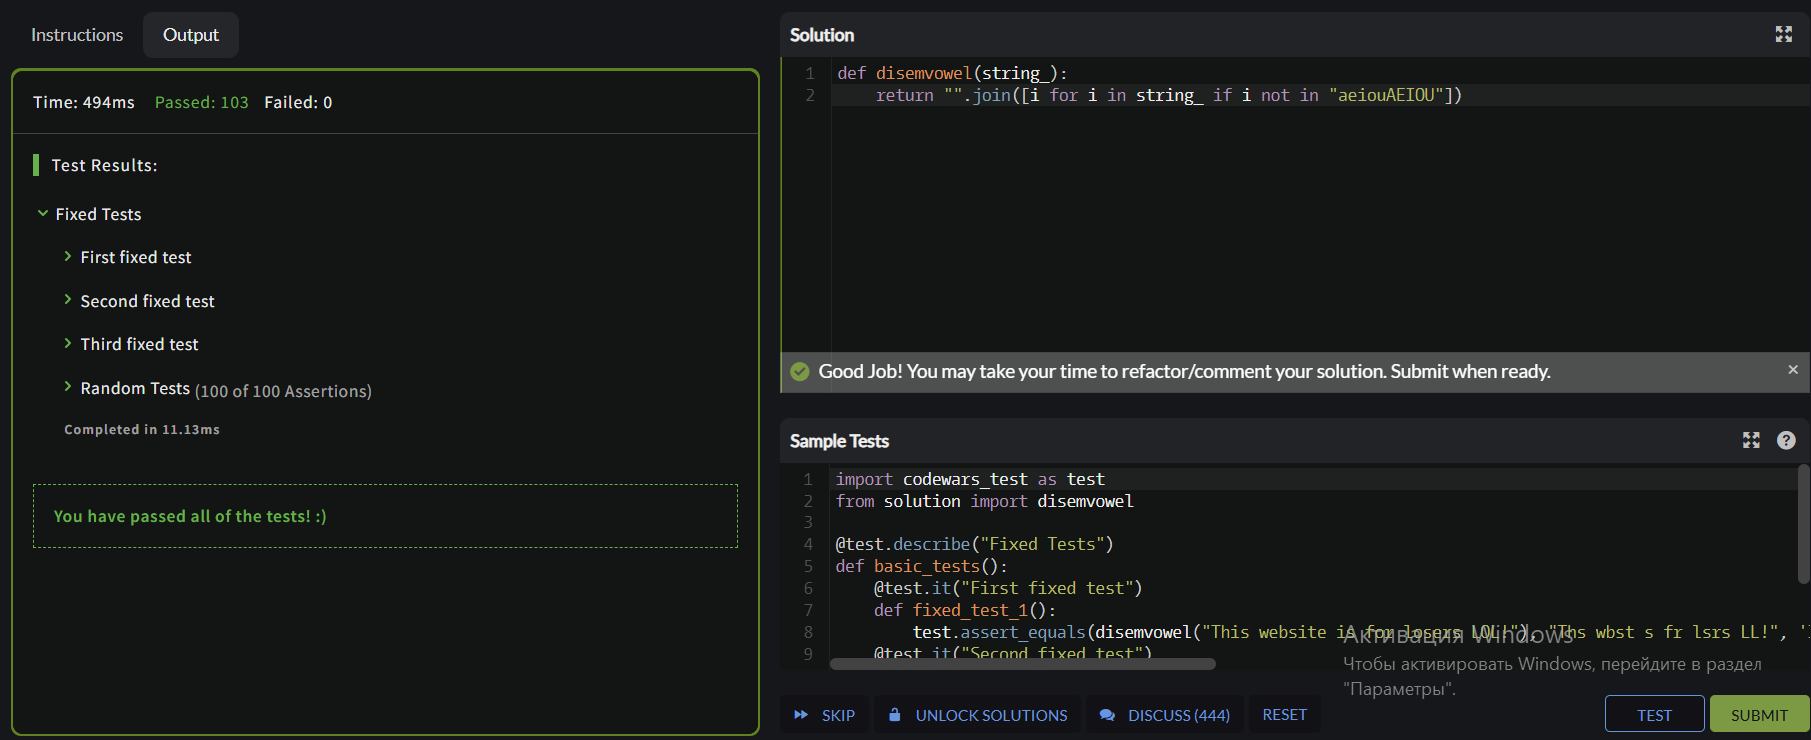 Instructions
Output
Time: 494ms Passed: 103 Failed: 0
Test Results:
Fixed Tests
First fixed test
Second fixed test
Third fixed test
Random Tests (100 of 100 Assertions)
Completed in 11.13ms
You have passed all of the tests! :)
Solution
1 def disemvowel(string_):
2     return "".join([i for i in string_ if i not in "aeiouAEIOU"])
Good Job! You may take your time to refactor/comment your solution. Submit when ready.
Sample Tests
1 import codewars_test as test
2 from solution import disemvowel
3
4 @test.describe("Fixed Tests")
5 def basic_tests():
6     @test.it("First fixed test")
7     def fixed_test_1():
8         test.assert_equals(disemvowel("This website is for losers LOL!"), "Ths wbst s fr lsrs LL!", '
9     @test.it("Second fixed test")
Активация Windows
Чтобы активировать Windows, перейдите в раздел
"Параметры".
SKIP
UNLOCK SOLUTIONS
DISCUSS (444)
RESET
TEST
SUBMIT